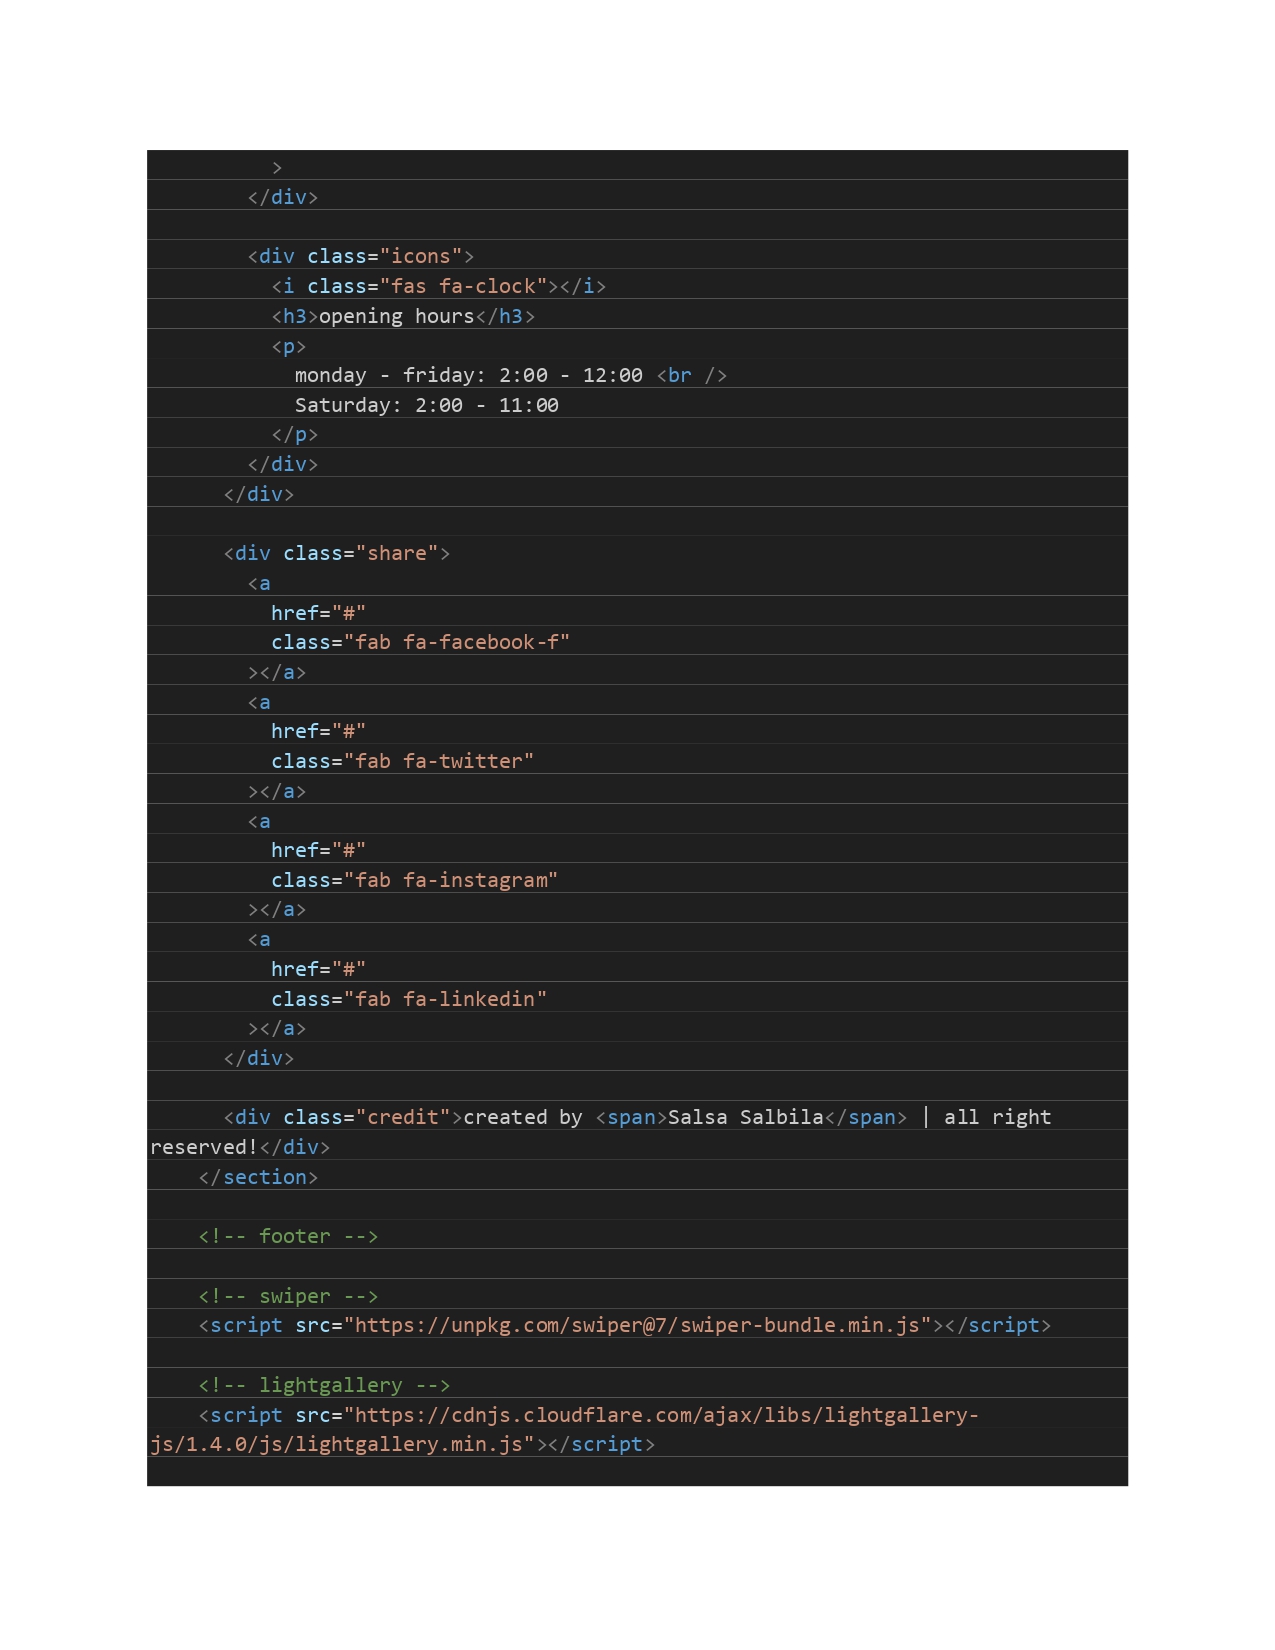 >
</div>
<div class="icons">
<i class="fas fa-clock"></i>
<h3>opening hours</h3>
<p>
monday - friday: 2:00 - 12:00 <br />
Saturday: 2:00 - 11:00
</p>
</div>
</div>
<div class="share">
<a
href="#"
class="fab fa-facebook-f"
></a>
<a
href="#"
class="fab fa-twitter"
></a>
<a
href="#"
class="fab fa-instagram"
></a>
<a
href="#"
class="fab fa-linkedin"
></a>
</div>
<div class="credit">created by <span>Salsa Salbila</span> | all right
reserved!</div>
</section>
<!-- footer -->
<!-- swiper -->
<script src="https://unpkg.com/swiper@7/swiper-bundle.min.js"></script>
<!-- lightgallery -->
<script src="https://cdnjs.cloudflare.com/ajax/libs/lightgallery-
js/1.4.0/js/lightgallery.min.js"></script>